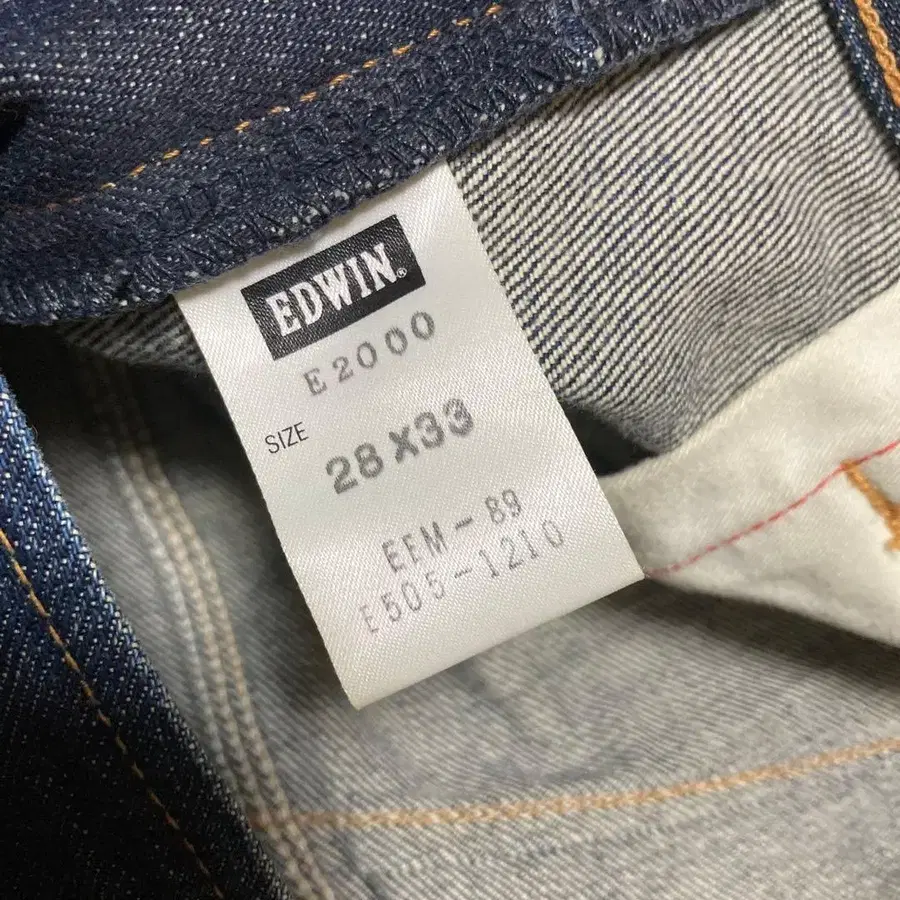 EDWIN®
E2000
SIZE
28X33
EEM-89
E505-1210